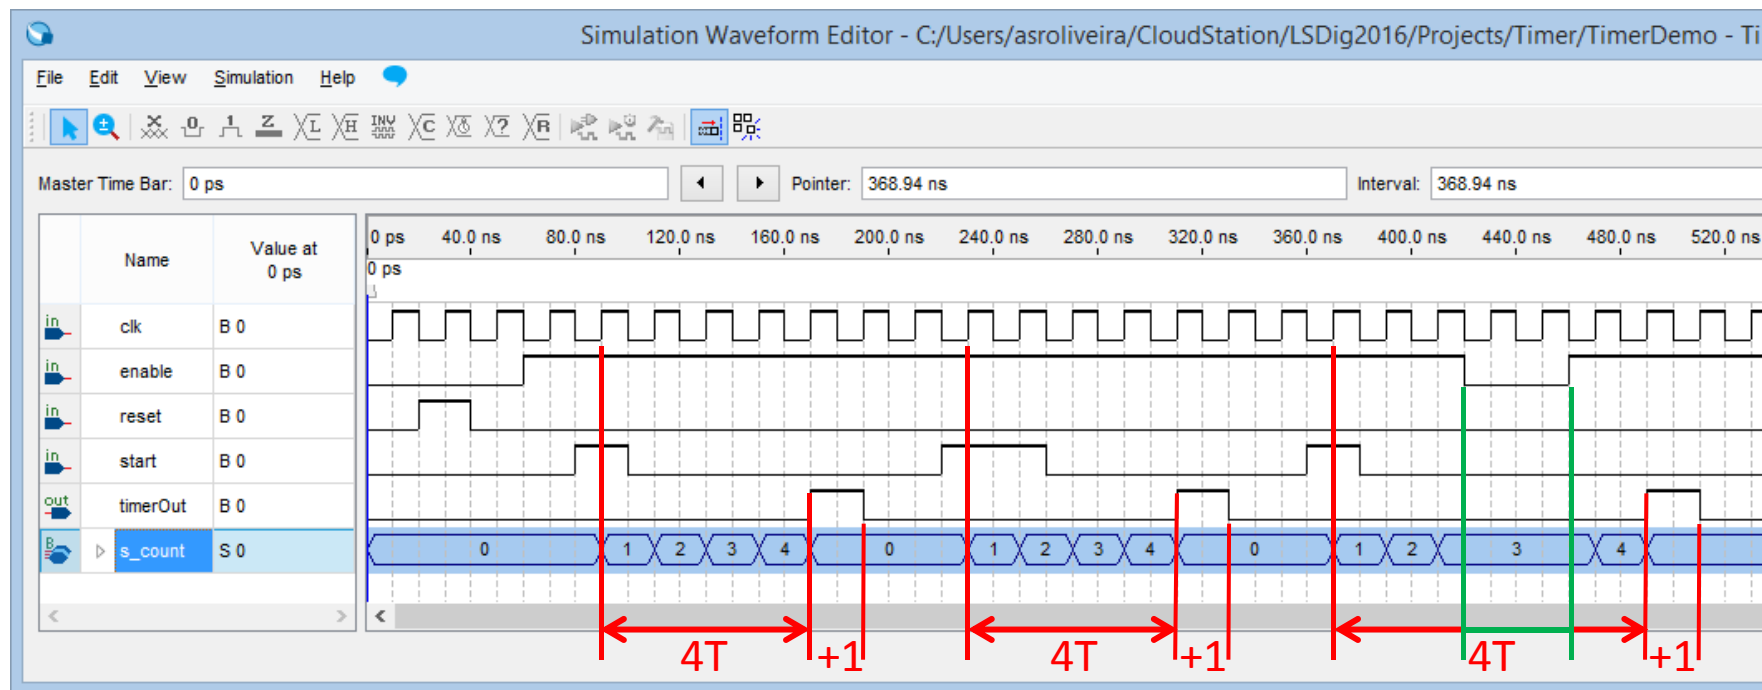 Simulation Waveform Editor - C:/Users/asroliveira/CloudStation/LSDig2016/Projects/Timer/TimerDemo - Ti
File Edit View Simulation Help
Master Time Bar: 0 ps Pointer: 368.94 ns Interval: 368.94 ns
Name Value at 0 ps
0 ps 40.0 ns 80.0 ns 120.0 ns 160.0 ns 200.0 ns 240.0 ns 280.0 ns 320.0 ns 360.0 ns 400.0 ns 440.0 ns 480.0 ns 520.0 ns
0 ps
in clk B 0
in enable B 0
in reset B 0
in start B 0
out timerOut B 0
B s_count S 0 0 1 2 3 4 0 1 2 3 4 0 1 2 3 4
4T +1 4T +1 4T +1